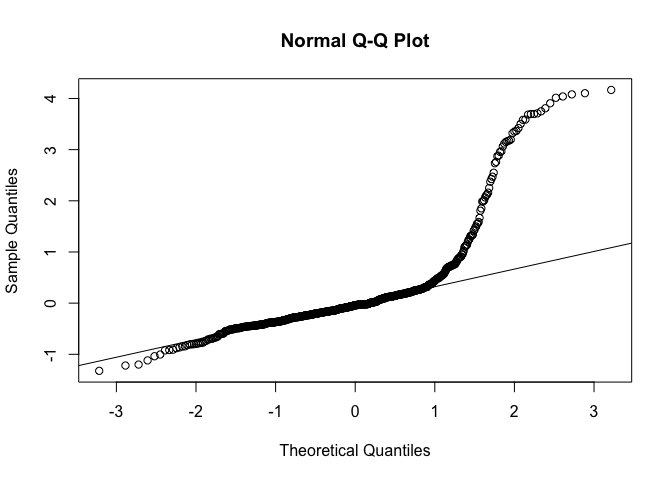 Normal Q-Q Plot
4
3
2
1
0
-1
Sample Quantiles
-3 -2 -1 0 1 2 3
Theoretical Quantiles